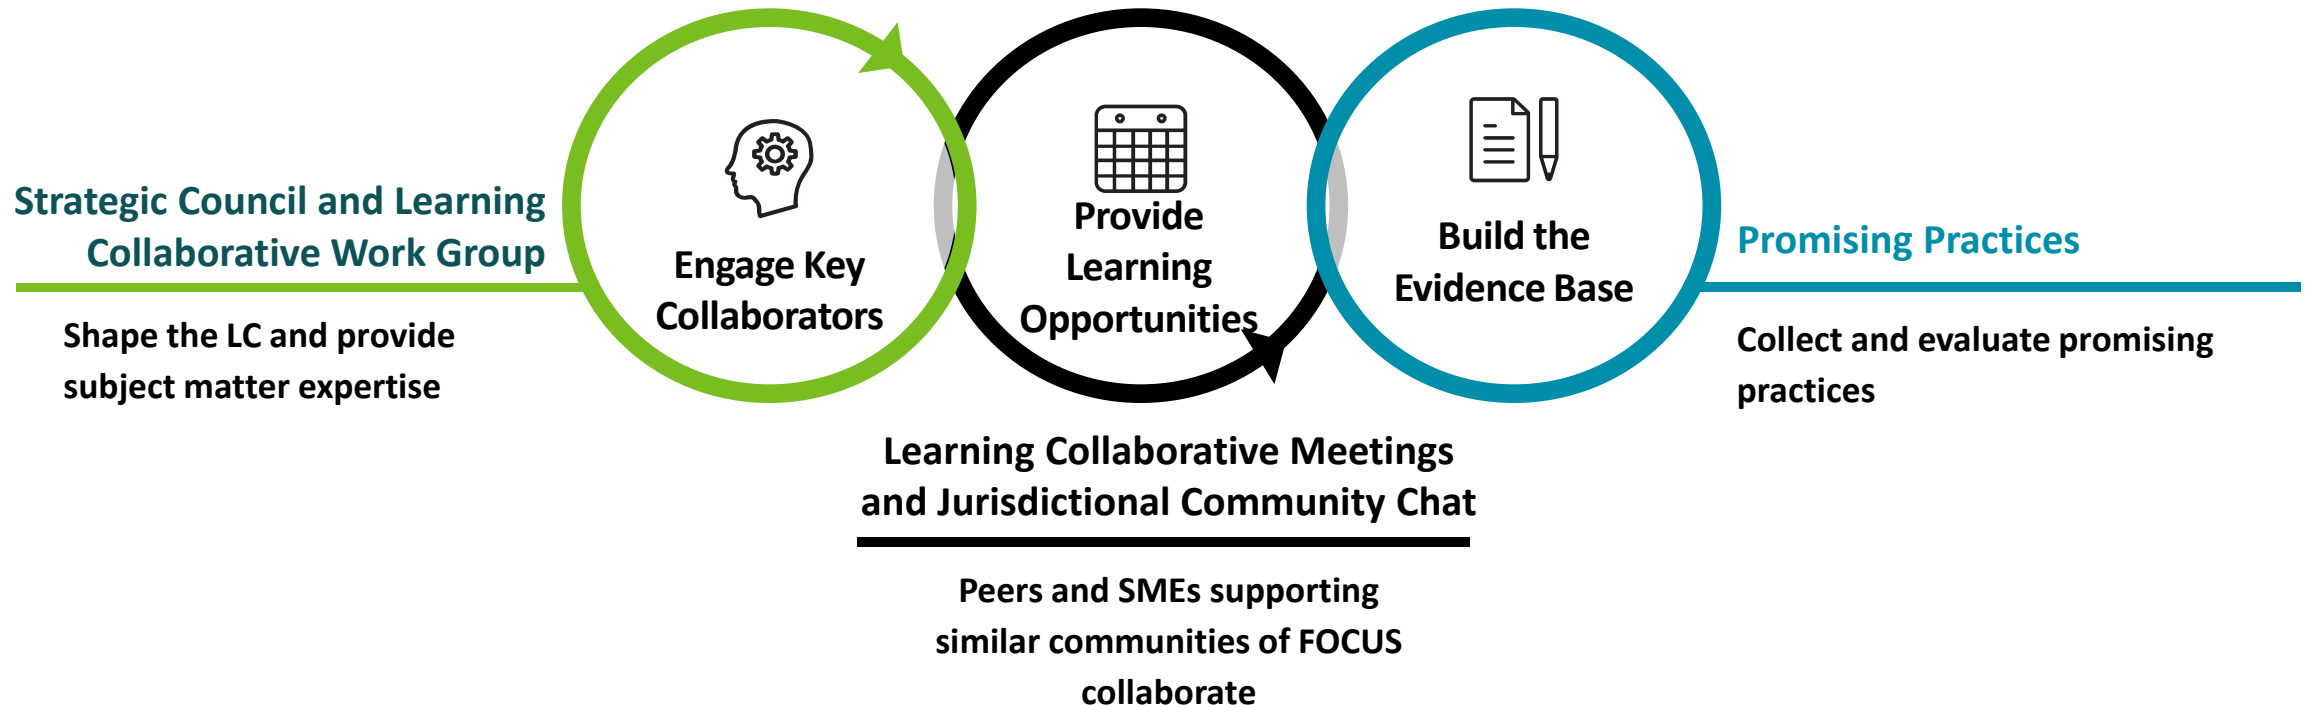 Strategic Council and Learning
Collaborative Work Group
Shape the LC and provide
subject matter expertise
Engage Key
Collaborators
Provide
Learning
Opportunities
Build the
Evidence Base
Promising Practices
Collect and evaluate promising
practices
Learning Collaborative Meetings
and Jurisdictional Community Chat
Peers and SMEs supporting
similar communities of FOCUS
collaborate